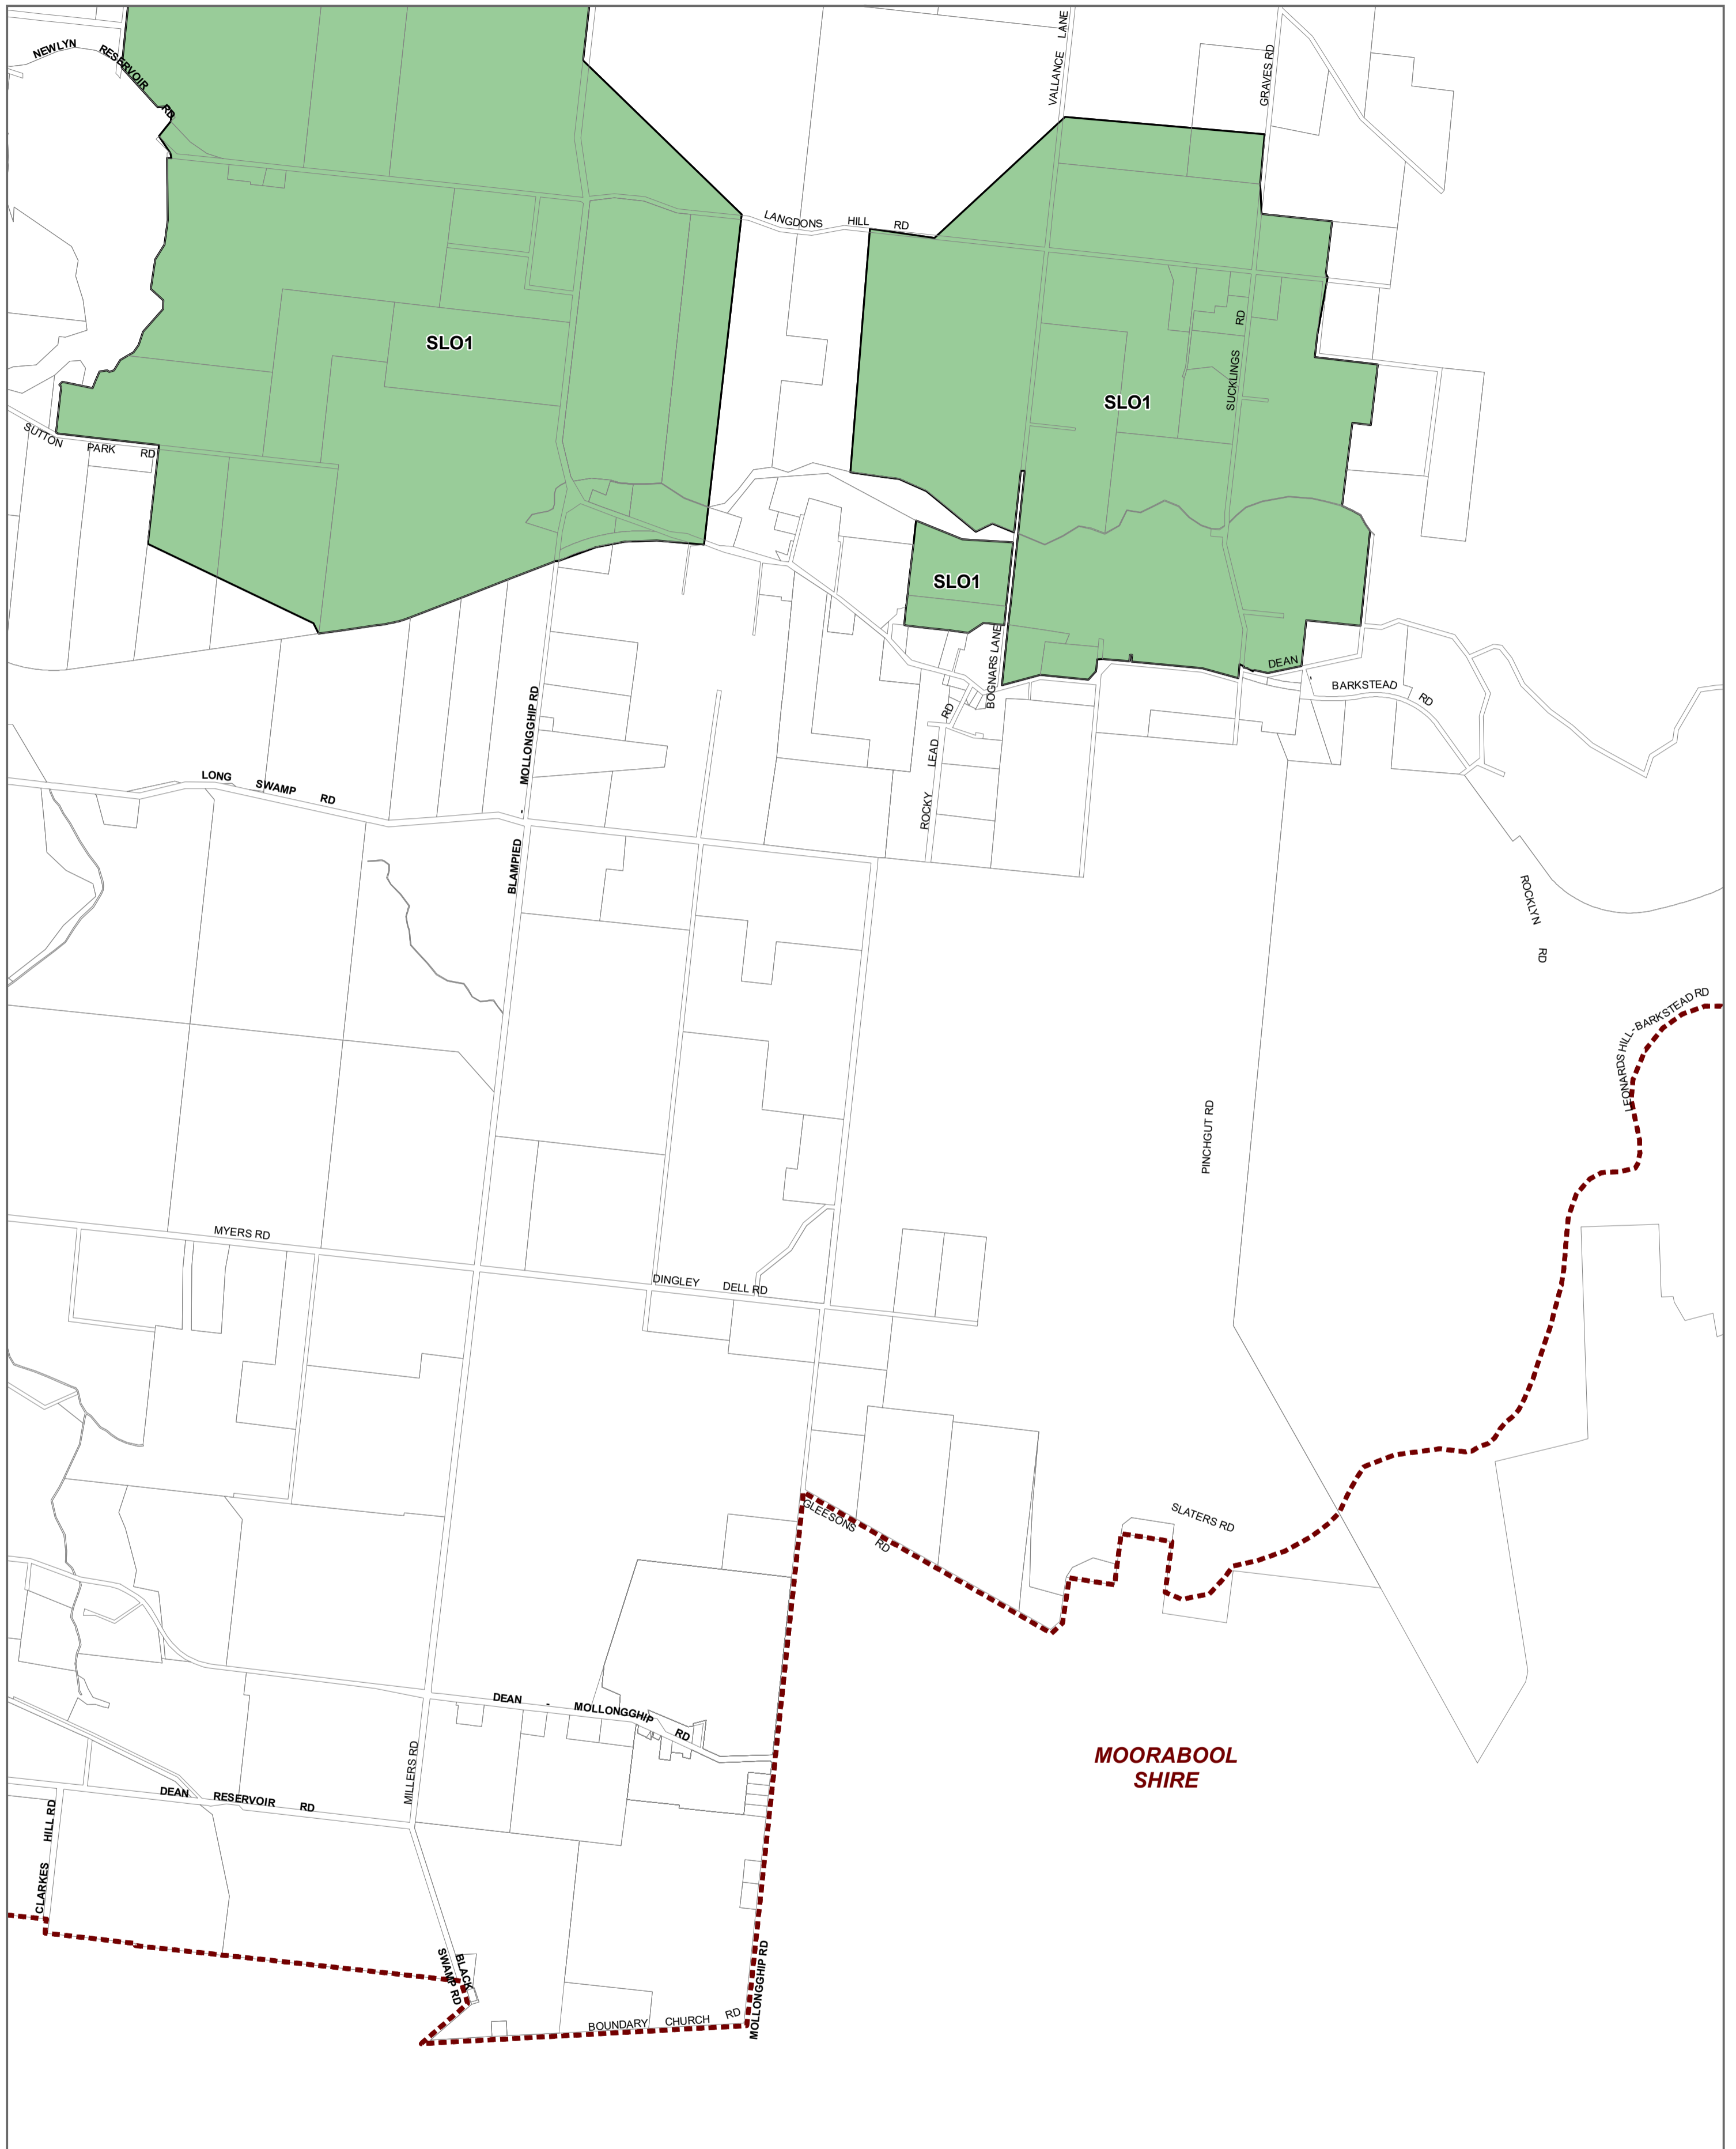 NEWLYN RESERVOIR RD
VALLANCE LANE
GRAVES RD
LANGDONS HILL RD
SLO1
SUCKLINGS RD
SLO1
SUTTON PARK RD
SLO1
BOGNARS LANE
DEAN
BARKSTEAD RD
ROCKY LEAD RD
BLAMPIED - MOLLONGGHIP RD
LONG SWAMP RD
ROCKLYN RD
LEONARDS HILL-BARKSTEAD RD
PINCHGUT RD
MYERS RD
DINGLEY DELL RD
GLEESONS RD
SLATERS RD
DEAN - MOLLONGGHIP RD
MOORABOOL
SHIRE
MILLERS RD
DEAN RESERVOIR RD
CLARKES HILL RD
BLACK
SWAMP RD
MOLLONGGHIP RD
BOUNDARY CHURCH RD